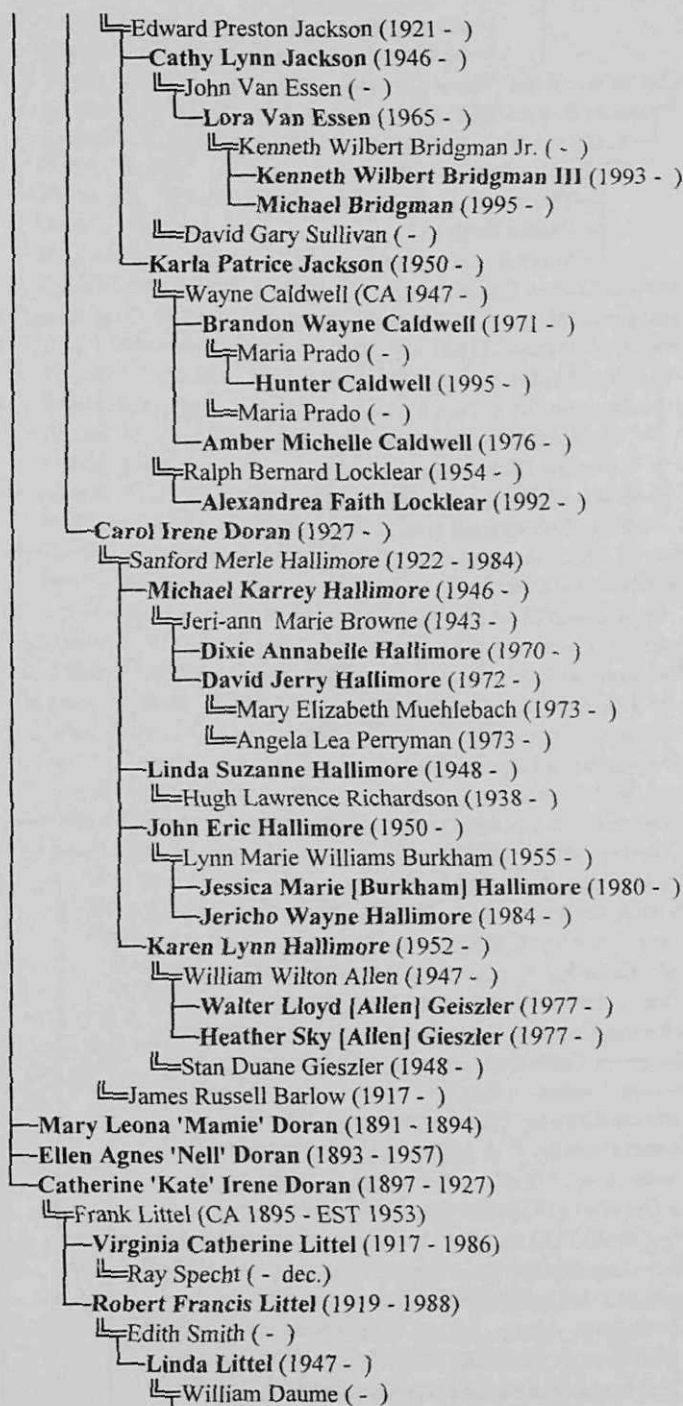 Edward Preston Jackson (1921 - )
Cathy Lynn Jackson (1946 - )
John Van Essen ( - )
Lora Van Essen (1965 - )
Kenneth Wilbert Bridgman Jr. ( - )
Kenneth Wilbert Bridgman III (1993 - )
Michael Bridgman (1995 - )
David Gary Sullivan ( - )
Karla Patrice Jackson (1950 - )
Wayne Caldwell (CA 1947 - )
Brandon Wayne Caldwell (1971 - )
Maria Prado ( - )
Hunter Caldwell (1995 - )
Maria Prado ( - )
Amber Michelle Caldwell (1976 - )
Ralph Bernard Locklear (1954 - )
Alexandrea Faith Locklear (1992 - )
Carol Irene Doran (1927 - )
Sanford Merle Hallimore (1922 - 1984)
Michael Karrey Hallimore (1946 - )
Jeri-ann Marie Browne (1943 - )
Dixie Annabelle Hallimore (1970 - )
David Jerry Hallimore (1972 - )
Mary Elizabeth Muehlebach (1973 - )
Angela Lea Perryman (1973 - )
Linda Suzanne Hallimore (1948 - )
Hugh Lawrence Richardson (1938 - )
John Eric Hallimore (1950 - )
Lynn Marie Williams Burkham (1955 - )
Jessica Marie [Burkham] Hallimore (1980 - )
Jericho Wayne Hallimore (1984 - )
Karen Lynn Hallimore (1952 - )
William Wilton Allen (1947 - )
Walter Lloyd [Allen] Geiszler (1977 - )
Heather Sky [Allen] Gieszler (1977 - )
Stan Duane Gieszler (1948 - )
James Russell Barlow (1917 - )
Mary Leona 'Mamie' Doran (1891 - 1894)
Ellen Agnes 'Nell' Doran (1893 - 1957)
Catherine 'Kate' Irene Doran (1897 - 1927)
Frank Littel (CA 1895 - EST 1953)
Virginia Catherine Littel (1917 - 1986)
Ray Specht ( - dec.)
Robert Francis Littel (1919 - 1988)
Edith Smith ( - )
Linda Littel (1947 - )
William Daume ( - )